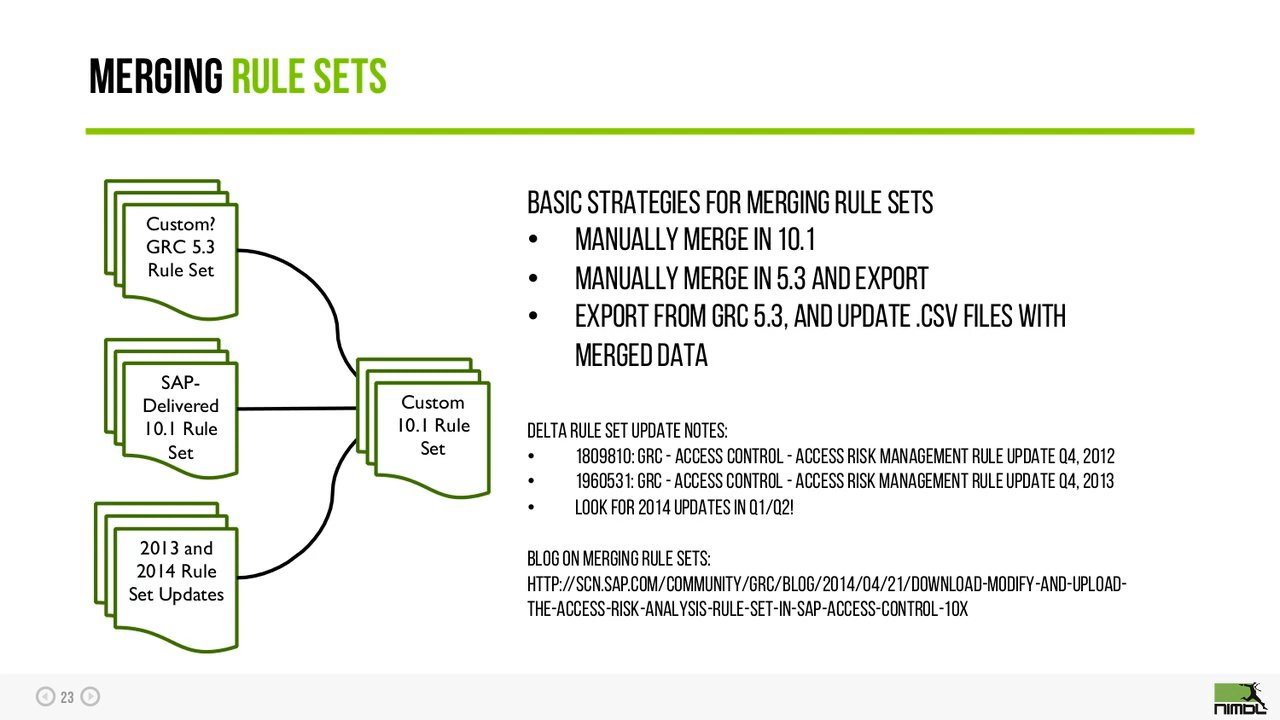 MERGING RULE SETS
Custom?
GRC 5.3
Rule Set
SAP-
Delivered
10.1 Rule
Set
2013 and
2014 Rule
Set Updates
Custom
10.1 Rule
Set
BASIC STRATEGIES FOR MERGING RULE SETS
• MANUALLY MERGE IN 10.1
• MANUALLY MERGE IN 5.3 AND EXPORT
• EXPORT FROM GRC 5.3, AND UPDATE .CSV FILES WITH
MERGED DATA
DELTA RULE SET UPDATE NOTES:
• 1809810: GRC - ACCESS CONTROL - ACCESS RISK MANAGEMENT RULE UPDATE Q4, 2012
• 1960531: GRC - ACCESS CONTROL - ACCESS RISK MANAGEMENT RULE UPDATE Q4, 2013
• LOOK FOR 2014 UPDATES IN Q1/Q2!
BLOG ON MERGING RULE SETS:
HTTP://SCN.SAP.COM/COMMUNITY/GRC/BLOG/2014/04/21/DOWNLOAD-MODIFY-AND-UPLOAD-
THE-ACCESS-RISK-ANALYSIS-RULE-SET-IN-SAP-ACCESS-CONTROL-10X
23
NIMBL